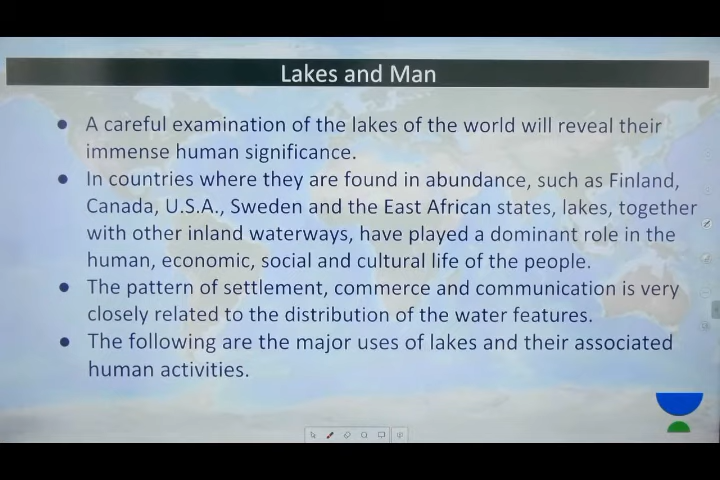 Lakes and Man
● A careful examination of the lakes of the world will reveal their
immense human significance.
● In countries where they are found in abundance, such as Finland,
Canada, U.S.A., Sweden and the East African states, lakes, together
with other inland waterways, have played a dominant role in the
human, economic, social and cultural life of the people.
● The pattern of settlement, commerce and communication is very
closely related to the distribution of the water features.
● The following are the major uses of lakes and their associated
human activities.